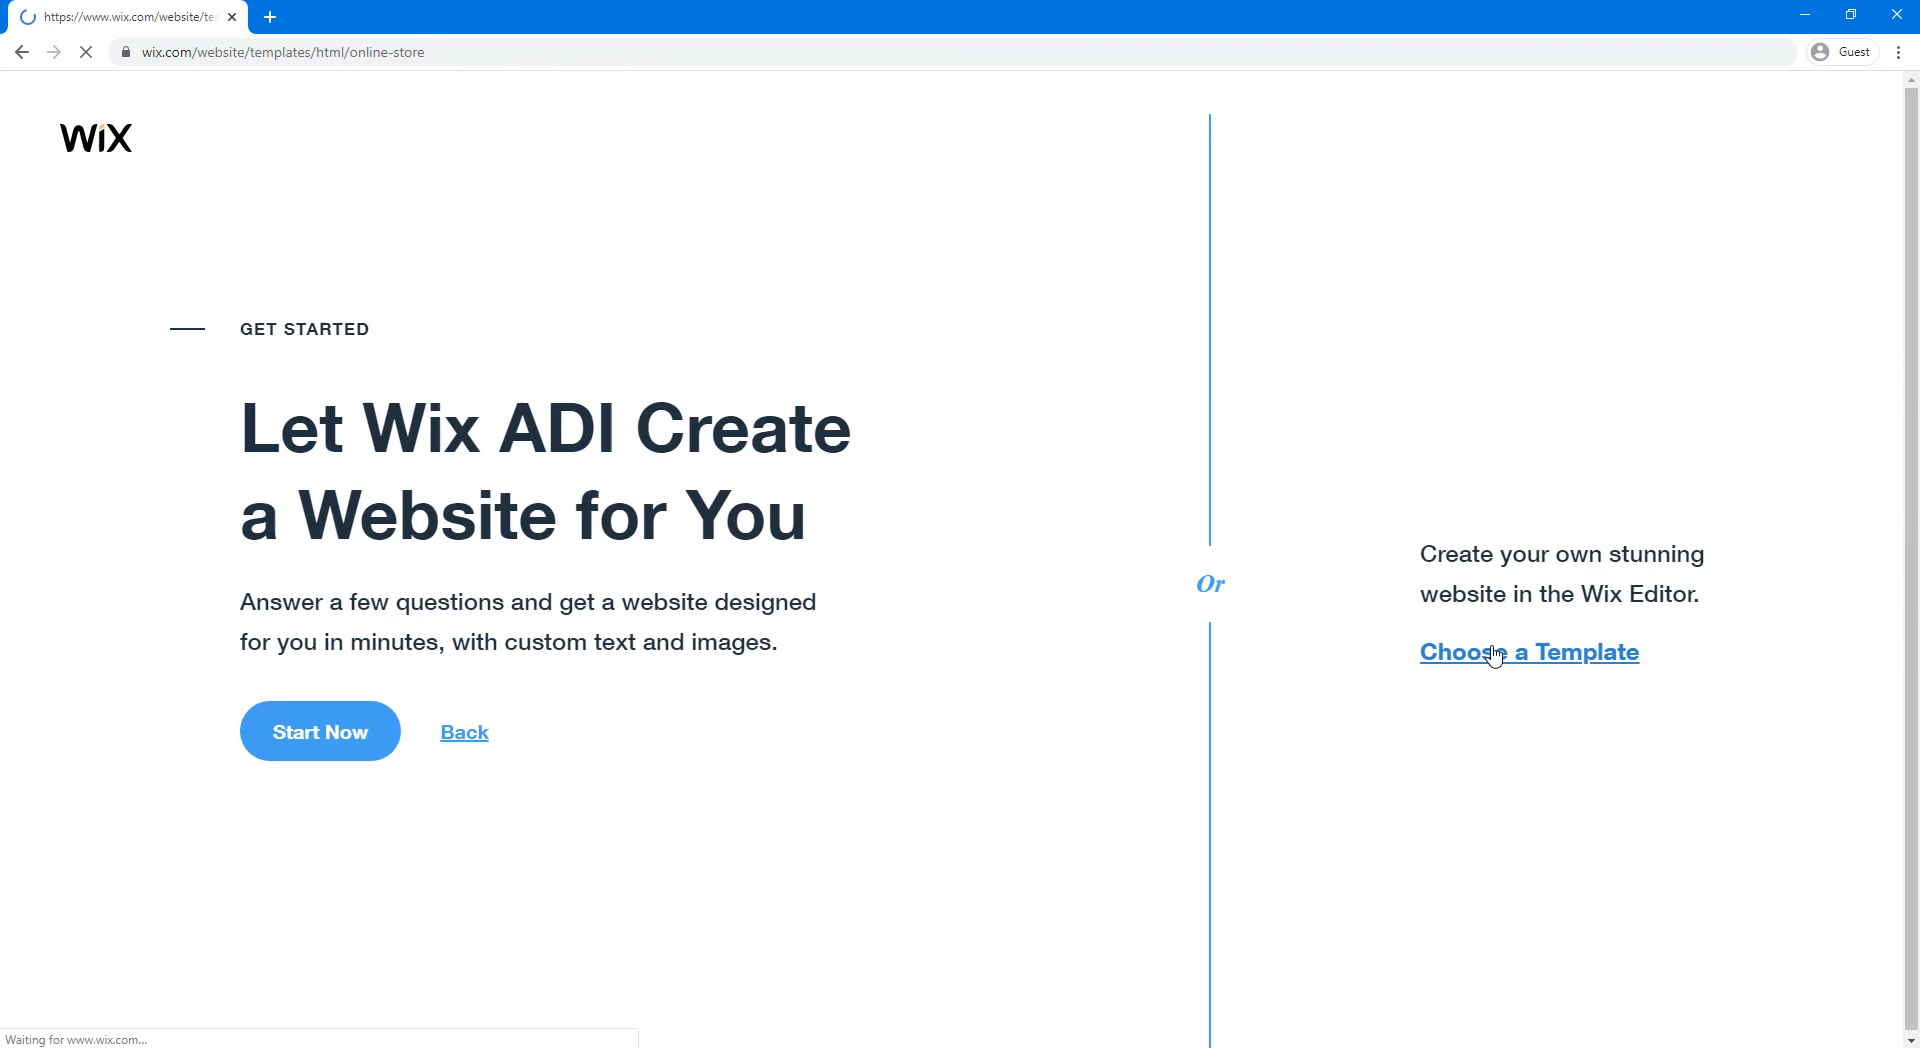 https://www.wix.com/website/te
wix.com/website/templates/html/online-store
Guest
WiX
GET STARTED
Let Wix ADI Create
a Website for You
Answer a few questions and get a website designed
for you in minutes, with custom text and images.
Start Now
Back
Or
Create your own stunning
website in the Wix Editor.
Choose a Template
Waiting for www.wix.com...